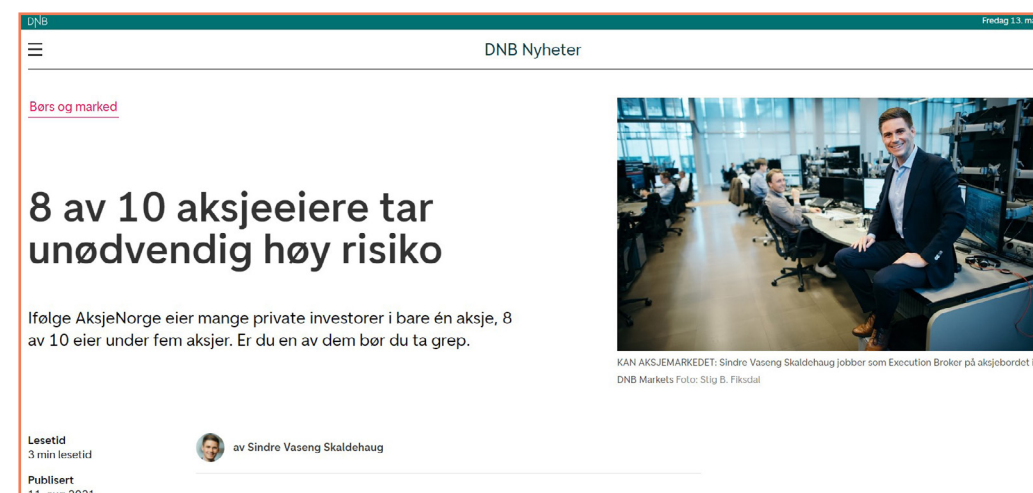 DNB
Fredag 13.
DNB Nyheter
Børs og marked
8 av 10 aksjeeiere tar
unødvendig høy risiko
Ifølge AksjeNorge eier mange private investorer i bare én aksje, 8
av 10 eier under fem aksjer. Er du en av dem bør du ta grep.
KAN AKSJEMARKEDET: Sindre Vaseng Skaldehaug jobber som Execution Broker på aksjebordet i
DNB Markets Foto: Stig B. Fiksdal
Lesetid
3 min lesetid
av Sindre Vaseng Skaldehaug
Publisert